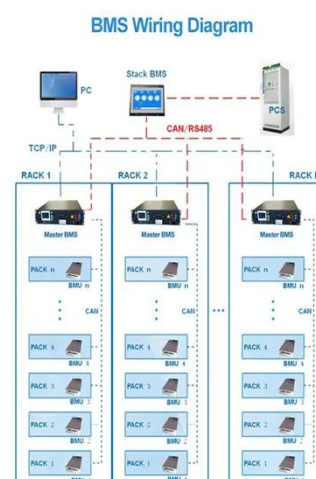 BMS Wiring Diagram
Stack BMS
PC
PCS
CAN/RS485
TCP/IP
RACK 1
RACK 2
RACK
Master BMS
Master BMS
Master BMS
PACK n
PACK n
PACK n
BMU n
BMU n
BMU n
CAN
CAN
CAN
PACK 4
PACK 4
PACK 4
BMU 4
BMU 4
BMU 4
PACK 3
PACK 3
PACK 3
BMU 3
BMU 3
BMU 3
PACK 2
PACK 2
PACK 2
BMU 2
BMU 2
BMU 2
PACK 1
PACK 1
PACK 1